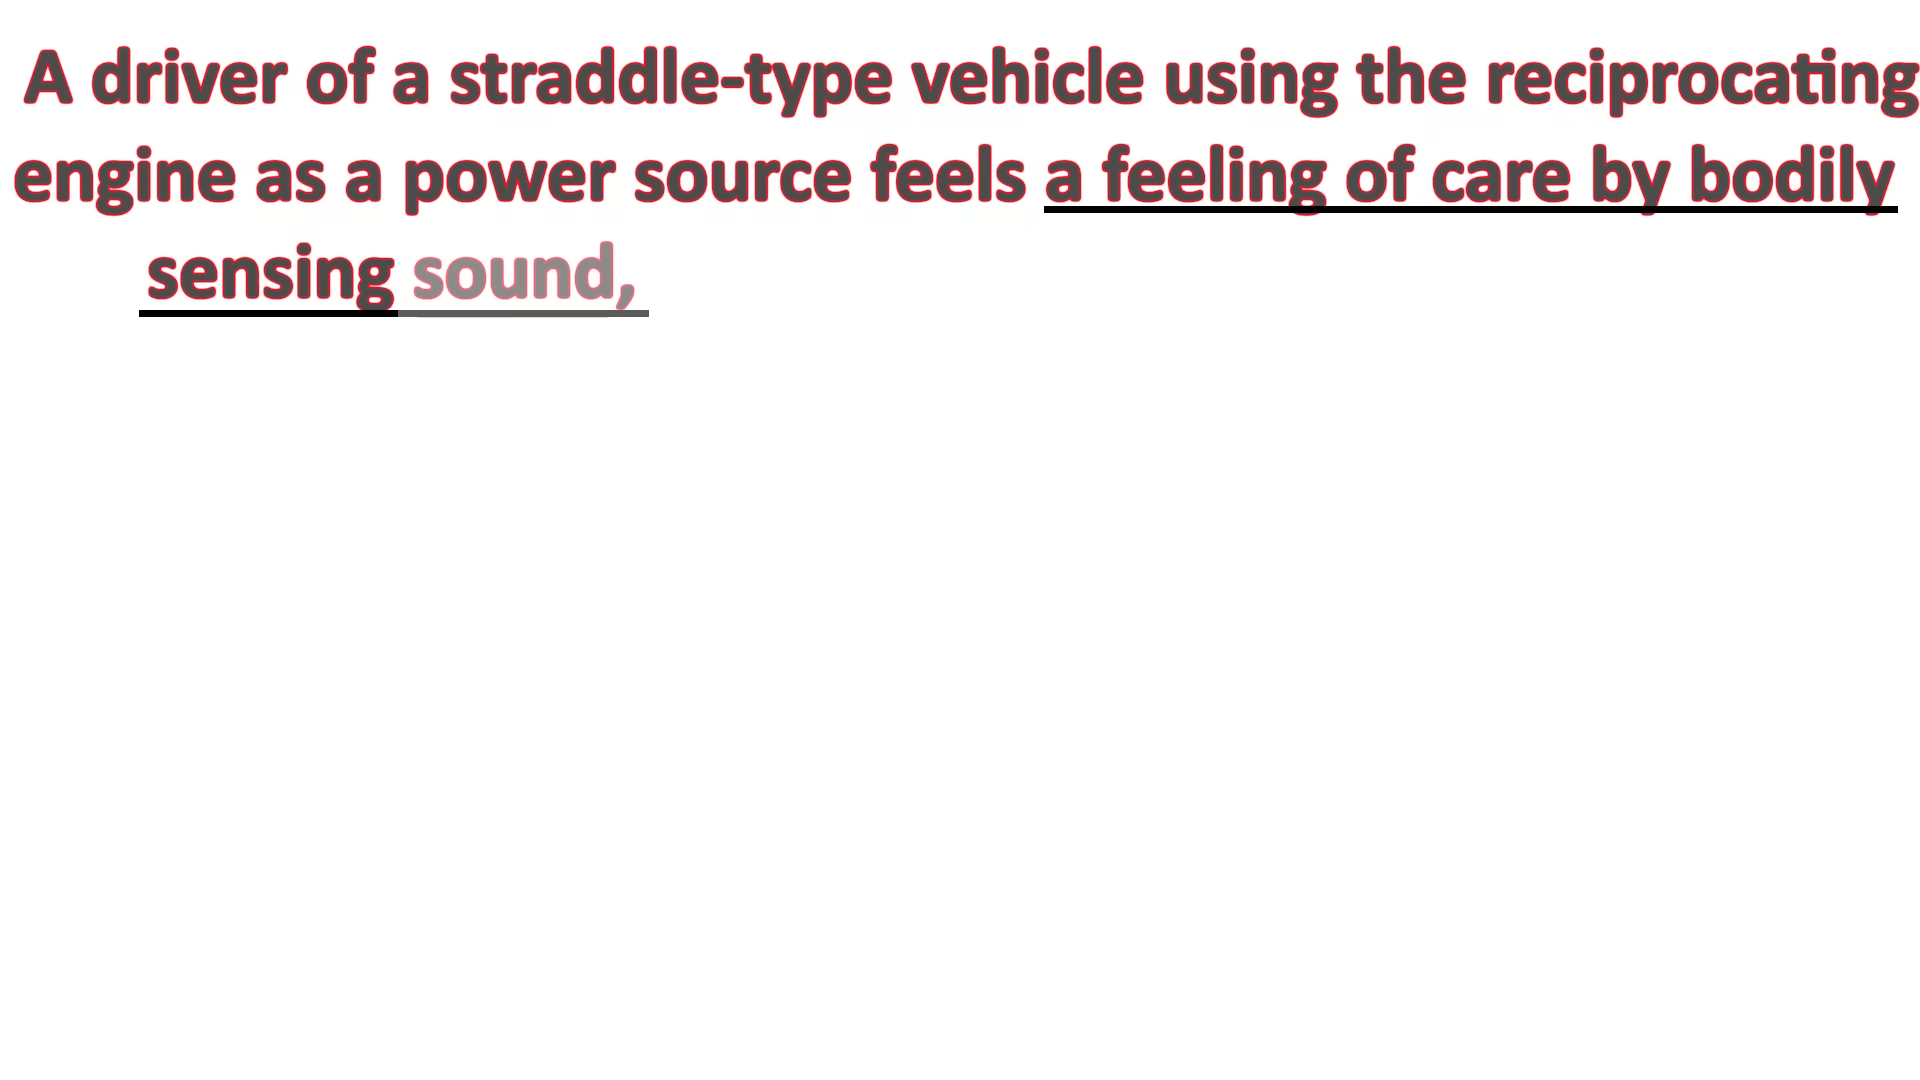 A driver of a straddle-type vehicle using the reciprocating
engine as a power source feels a feeling of care by bodily
sensing sound,